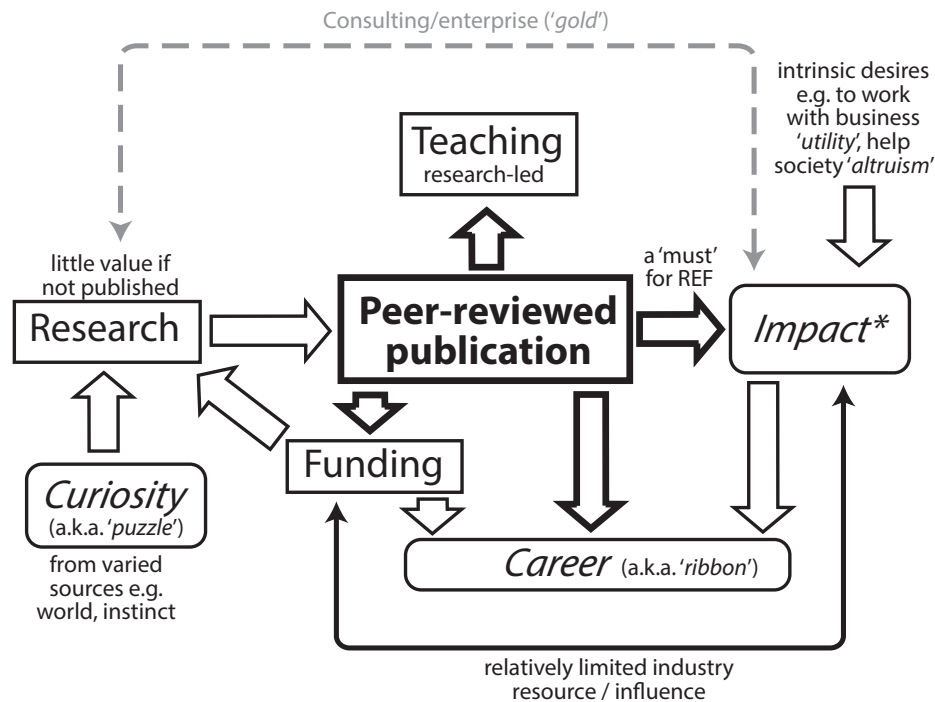 Consulting/enterprise ('gold')
intrinsic desires
e.g. to work
with business
'utility', help
society 'altruism'
Teaching
research-led
little value if
not published
Research
Peer-reviewed
publication
a 'must'
for REF
Impact*
Funding
Curiosity
(a.k.a. 'puzzle')
from varied
sources e.g.
world, instinct
Career (a.k.a. 'ribbon')
relatively limited industry
resource / influence